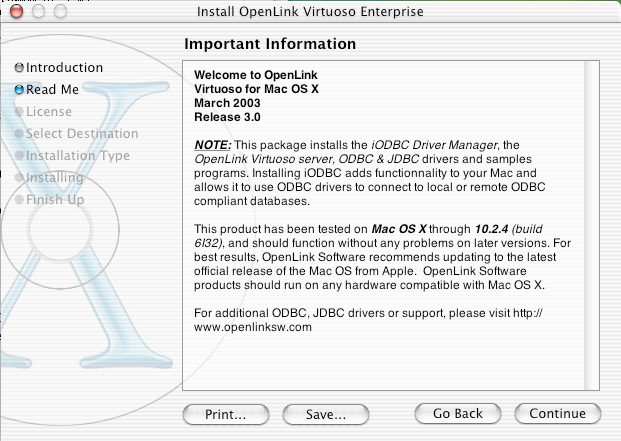 Install OpenLink Virtuoso Enterprise
Important Information
Introduction
Read Me
License
Select Destination
Installation Type
Installing
Finish Up
Welcome to OpenLink
Virtuoso for Mac OS X
March 2003
Release 3.0
NOTE: This package installs the iODBC Driver Manager, the
OpenLink Virtuoso server, ODBC & JDBC drivers and samples
programs. Installing iODBC adds functionnality to your Mac and
allows it to use ODBC drivers to connect to local or remote ODBC
compliant databases.
This product has been tested on Mac OS X through 10.2.4 (build
6I32), and should function without any problems on later versions. For
best results, OpenLink Software recommends updating to the latest
official release of the Mac OS from Apple.  OpenLink Software
products should run on any hardware compatible with Mac OS X.
For additional ODBC, JDBC drivers or support, please visit http://
www.openlinksw.com
Print...
Save...
Go Back
Continue